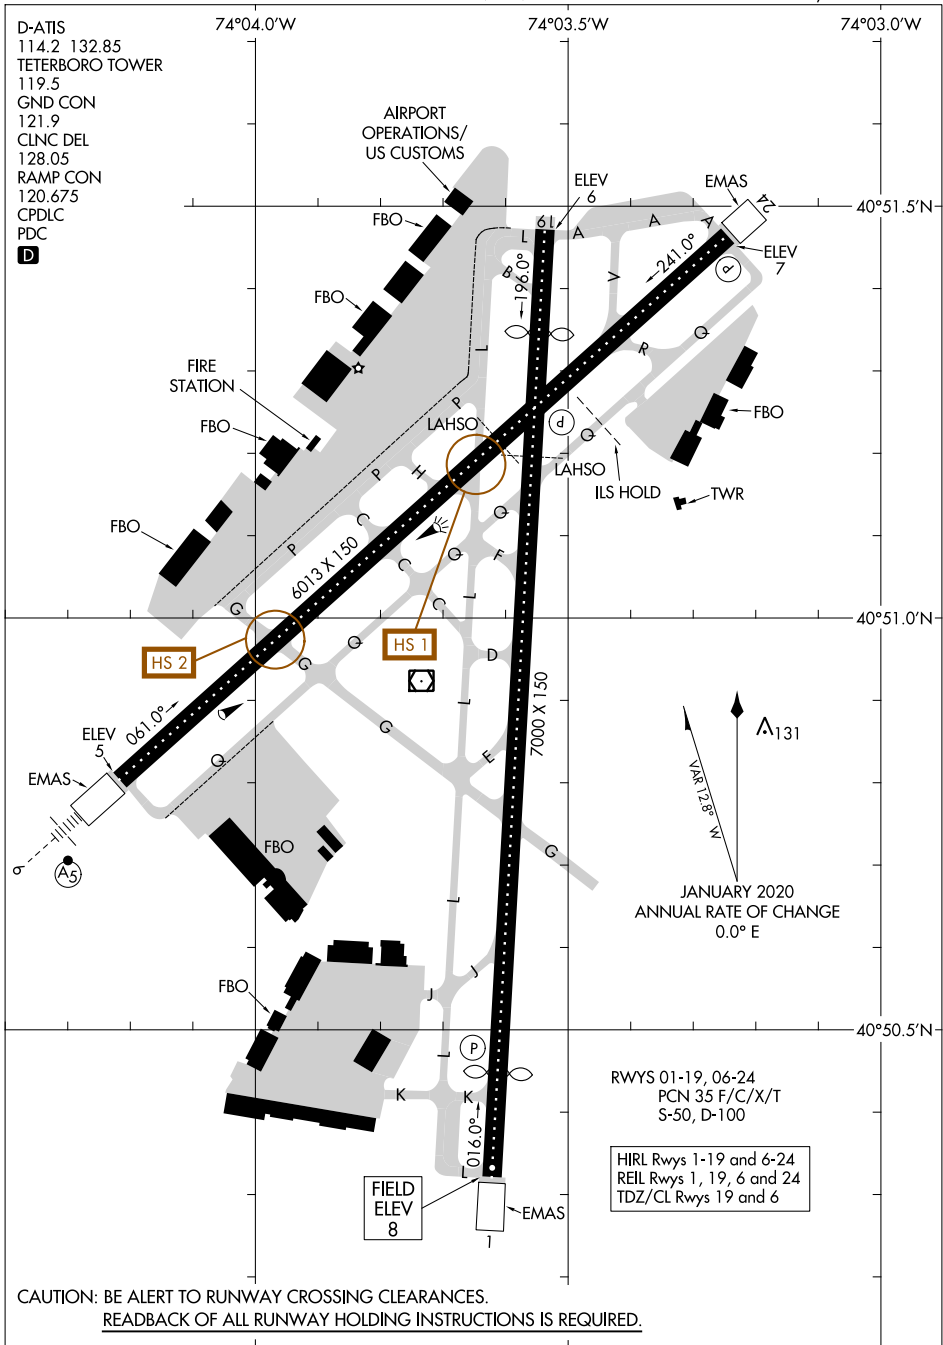 74°04.0'W
74°03.5'W
74°03.0'W
D-ATIS
114.2 132.85
TETERBORO TOWER
119.5
GND CON
121.9
CLNC DEL
128.05
RAMP CON
120.675
CPDLC
PDC
D
AIRPORT
OPERATIONS/
US CUSTOMS
ELEV
6
EMAS
24
40°51.5'N
FBO
19
L
A
A
A
ELEV
7
B
196.0°
V
241.0°
P
FBO
L
R
Q
FIRE
STATION
P
FBO
LAHSO
P
Q
FBO
LAHSO
ILS HOLD
TWR
P
H
FBO
C
Q
P
6013 X 150
C
Q
F
G
C
L
40°51.0'N
HS 1
HS 2
Q
G
D
061.0°
L
7000 X 150
G
ELEV
5
E
131
Q
EMAS
VAR 12.8° W
6
A5
FBO
G
JANUARY 2020
ANNUAL RATE OF CHANGE
0.0° E
L
FBO
J
J
40°50.5'N
L
P
K
K
016.0°
RWYS 01-19, 06-24
PCN 35 F/C/X/T
S-50, D-100
HIRL Rwys 1-19 and 6-24
REIL Rwys 1, 19, 6 and 24
TDZ/CL Rwys 19 and 6
L
FIELD
ELEV
8
EMAS
1
CAUTION: BE ALERT TO RUNWAY CROSSING CLEARANCES.
READBACK OF ALL RUNWAY HOLDING INSTRUCTIONS IS REQUIRED.